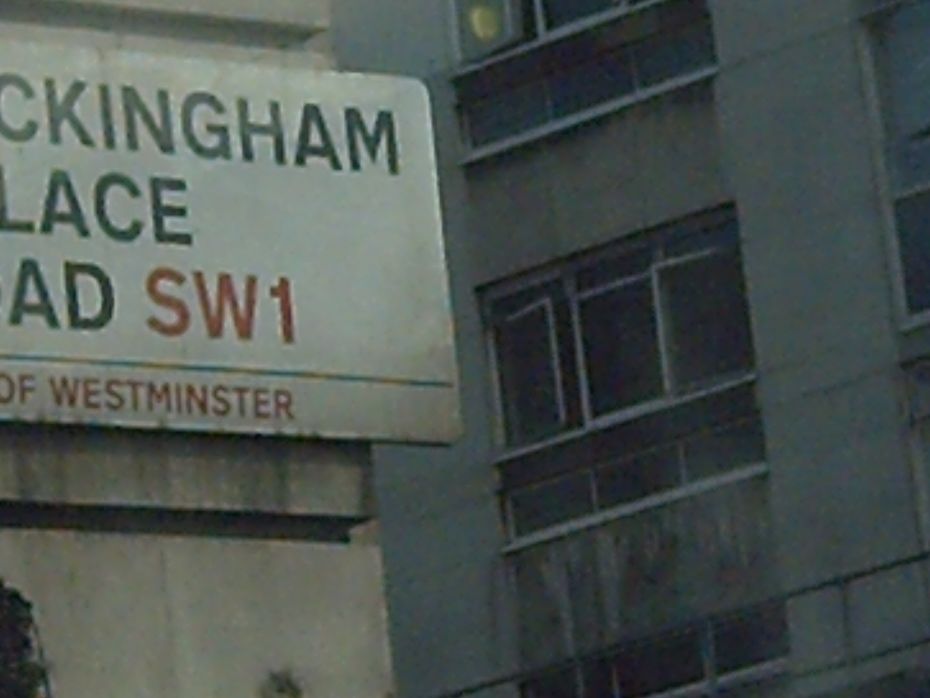 CKINGHAM
LACE
OAD SW1
OF WESTMINSTER